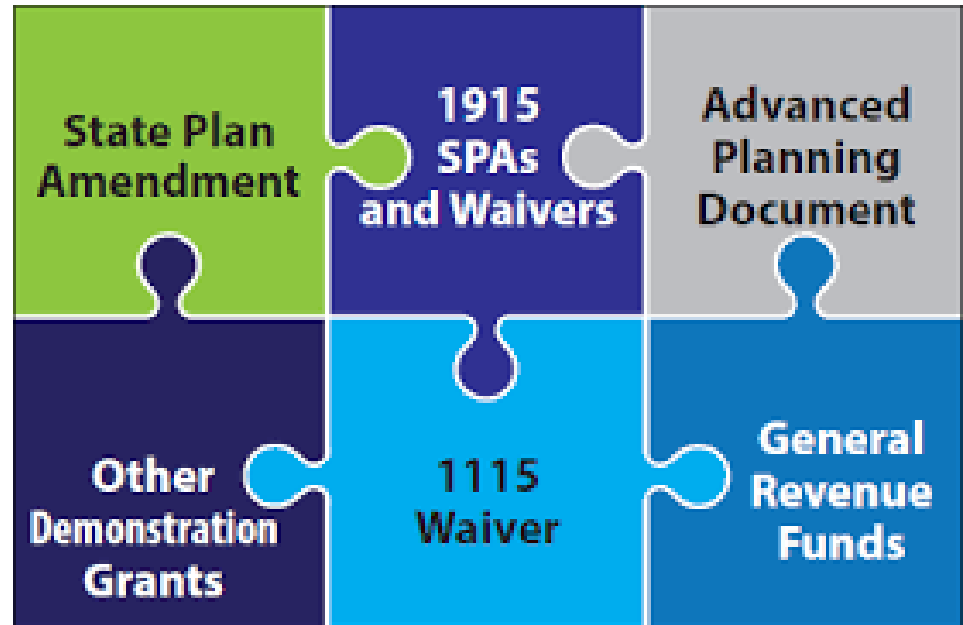 State Plan
Amendment
1915
SPAs
and Waivers
Advanced
Planning
Document
Other
Demonstration
Grants
1115
Waiver
General
Revenue
Funds